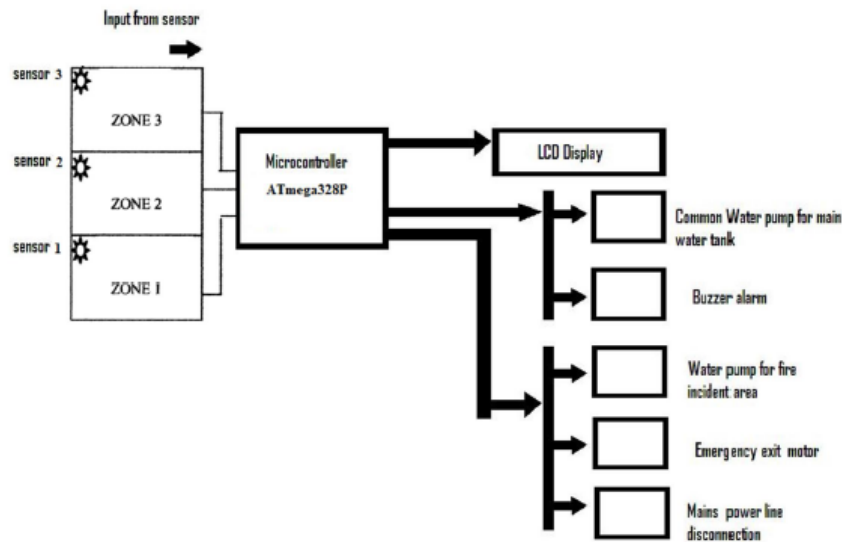 Input from sensor
sensor 3
ZONE 3
sensor 2
ZONE 2
sensor 1
ZONE 1
Microcontroller
ATmega328P
LCD Display
Common Water pump for main
water tank
Buzzer alarm
Water pump for fire
incident area
Emergency exit motor
Mains power line
disconnection